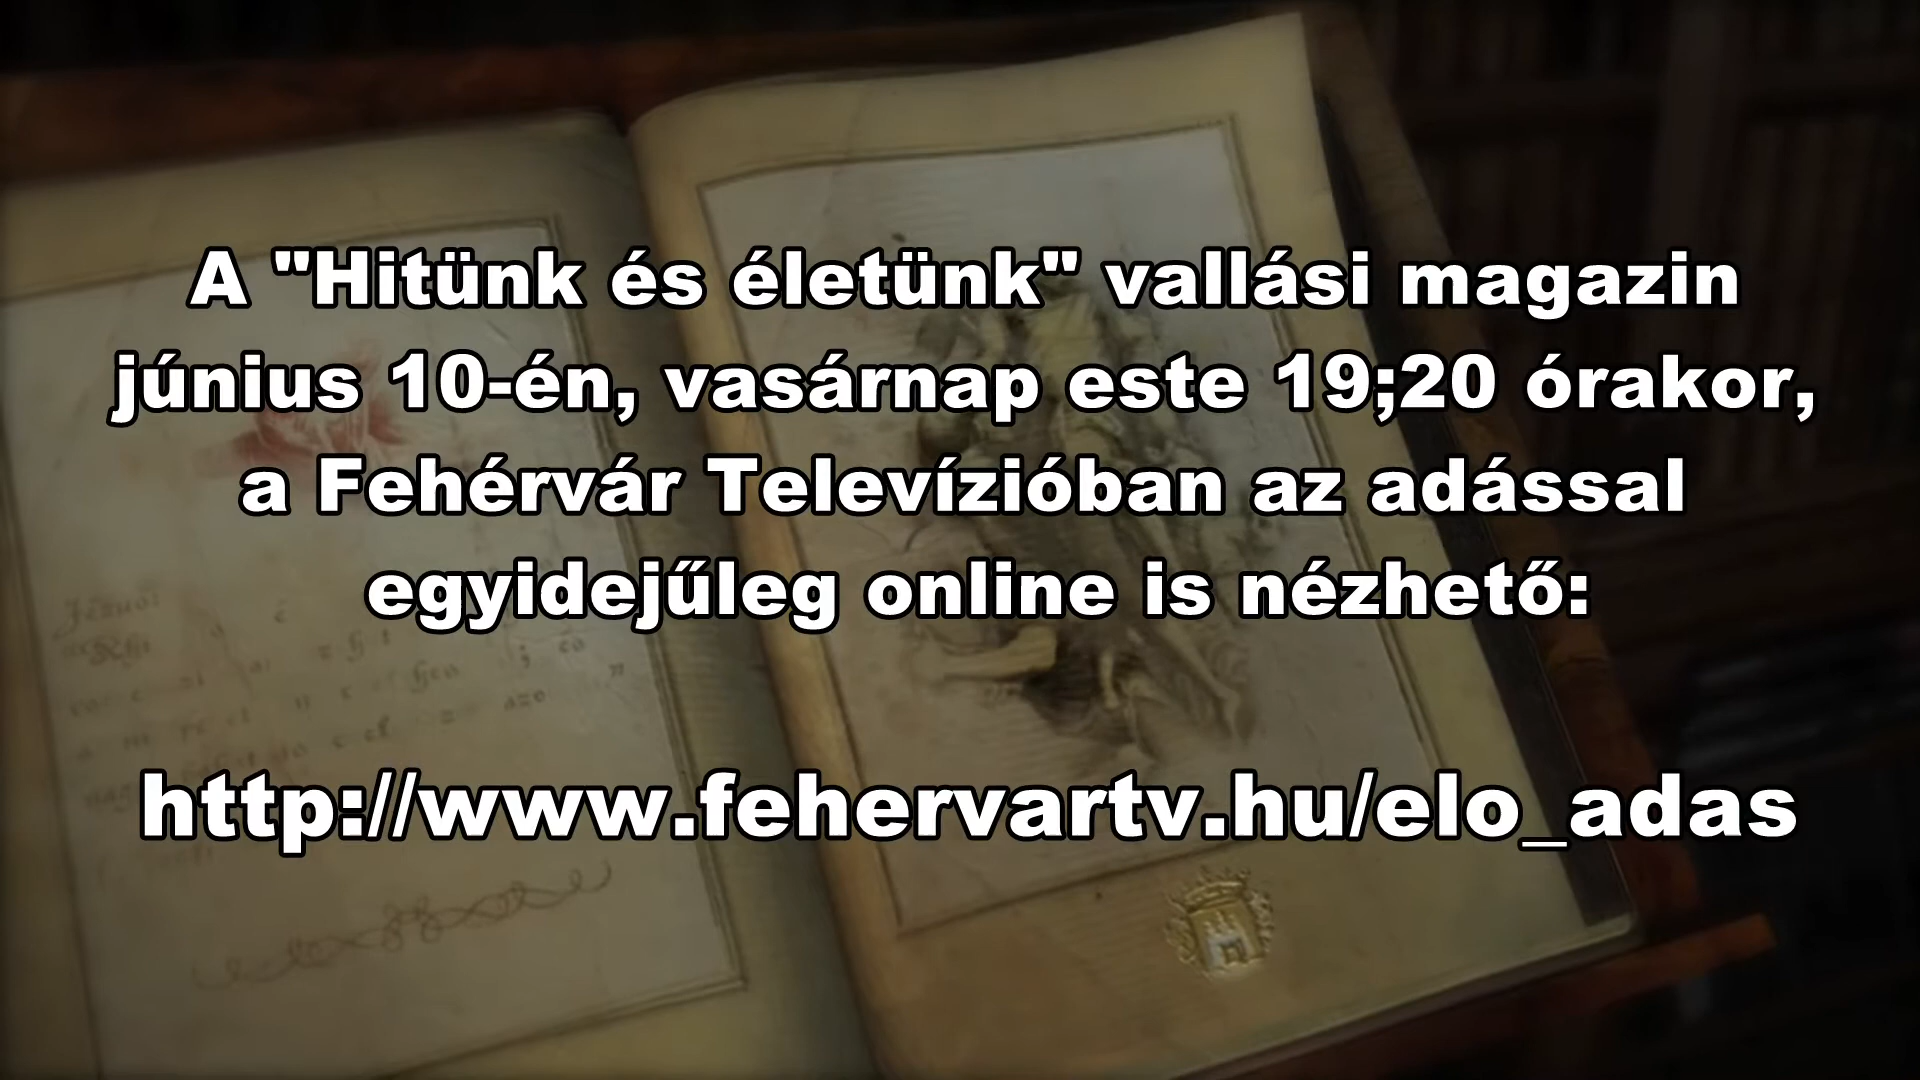 A "Hitünk és életünk" vallási magazin
június 10-én, vasárnap este 19;20 órakor,
a Fehérvár Televízióban az adással
egyidejűleg online is nézhető:
http://www.fehervartv.hu/elo_adas